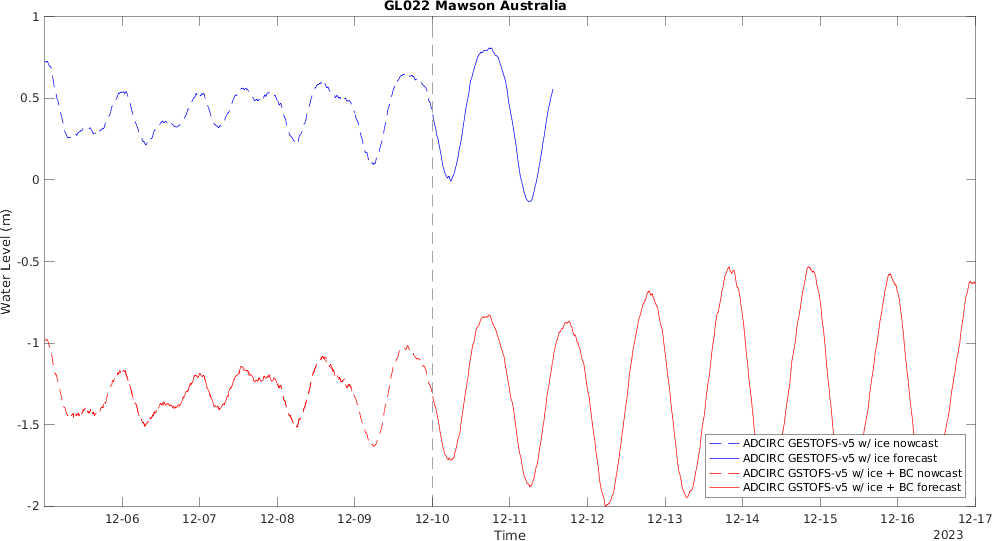 GL022 Mawson Australia
Water Level (m)
1
0.5
0
-0.5
-1
-1.5
-2
ADCIRC GESTOFS-v5 w/ ice nowcast
ADCIRC GESTOFS-v5 w/ ice forecast
ADCIRC GSTOFS-v5 w/ ice + BC nowcast
ADCIRC GSTOFS-v5 w/ ice + BC forecast
12-06 12-07 12-08 12-09 12-10 12-11 12-12 12-13 12-14 12-15 12-16 12-17
Time
2023